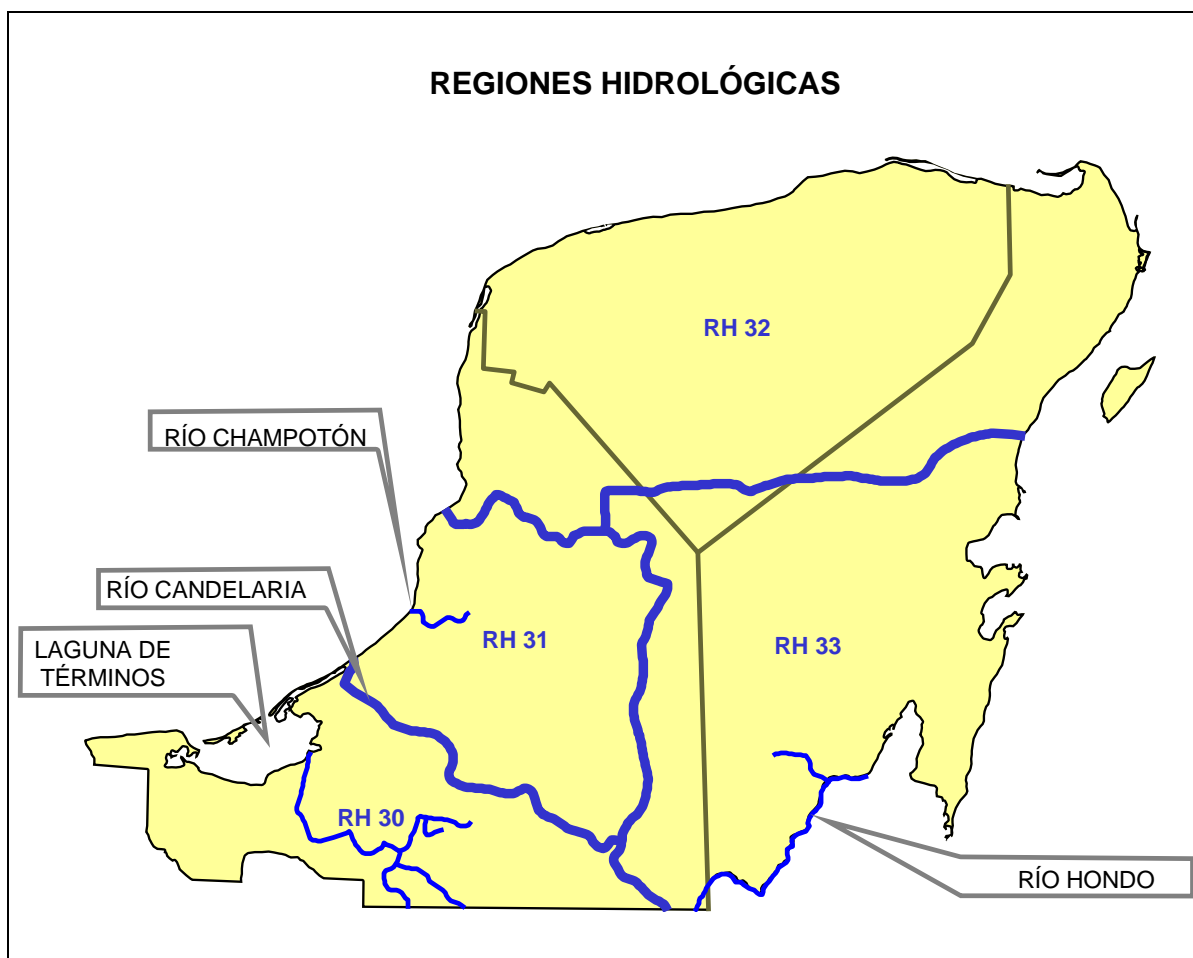 REGIONES HIDROLÓGICAS
RH 32
RÍO CHAMPOTÓN
RÍO CANDELARIA
LAGUNA DE
TÉRMINOS
RH 31
RH 33
RH 30
RÍO HONDO